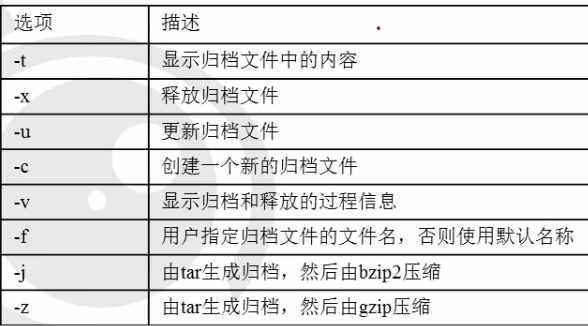 选项 描述
-t 显示归档文件中的内容
-x 释放归档文件
-u 更新归档文件
-c 创建一个新的归档文件
-v 显示归档和释放的过程信息
-f 用户指定归档文件的文件名，否则使用默认名称
-j 由tar生成归档，然后由bzip2压缩
-z 由tar生成归档，然后由gzip压缩